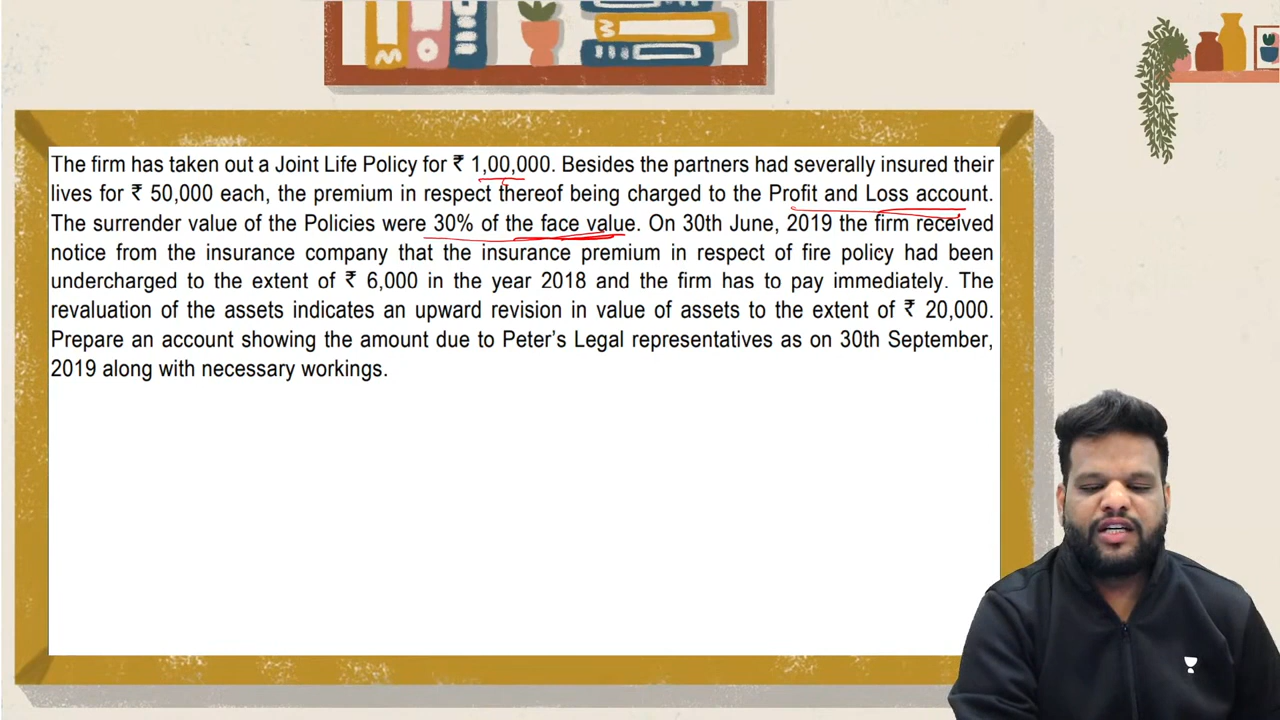 The firm has taken out a Joint Life Policy for ₹ 1,00,000. Besides the partners had severally insured their
lives for ₹ 50,000 each, the premium in respect thereof being charged to the Profit and Loss account.
The surrender value of the Policies were 30% of the face value. On 30th June, 2019 the firm received
notice from the insurance company that the insurance premium in respect of fire policy had been
undercharged to the extent of ₹ 6,000 in the year 2018 and the firm has to pay immediately. The
revaluation of the assets indicates an upward revision in value of assets to the extent of ₹ 20,000.
Prepare an account showing the amount due to Peter’s Legal representatives as on 30th September,
2019 along with necessary workings.